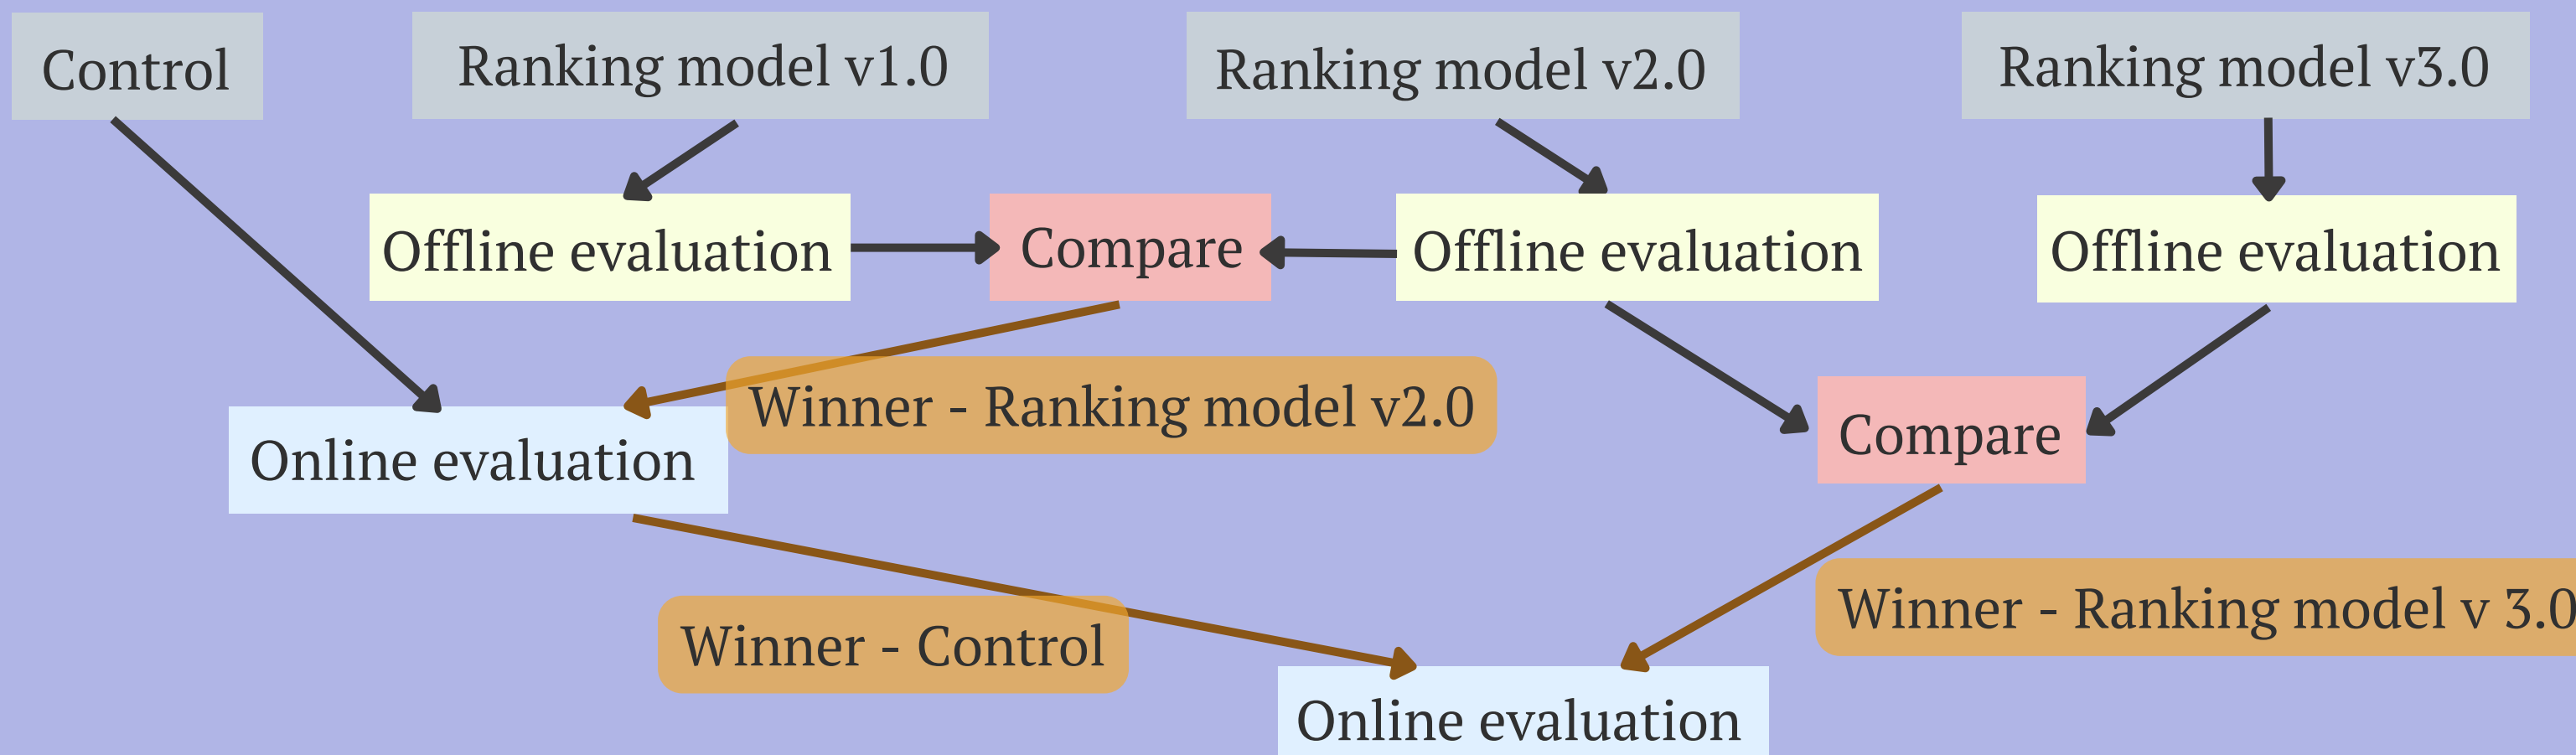 Control
Ranking model v1.0
Ranking model v2.0
Ranking model v3.0
Offline evaluation
Compare
Offline evaluation
Offline evaluation
Winner - Ranking model v2.0
Compare
Online evaluation
Winner - Ranking model v 3.0
Winner - Control
Online evaluation